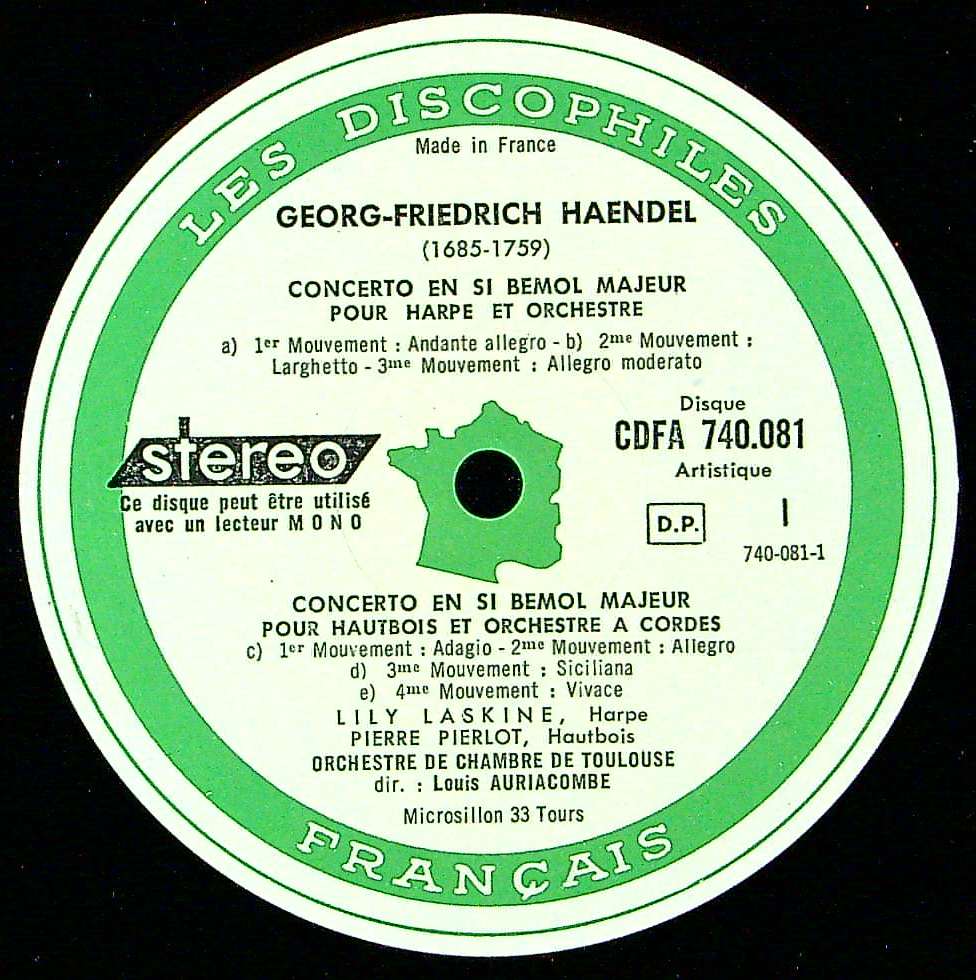 LES DISCOPHILES
Made in France
GEORG-FRIEDRICH HAENDEL
(1685-1759)
CONCERTO EN SI BEMOL MAJEUR
POUR HARPE ET ORCHESTRE
a) 1er Mouvement : Andante allegro - b) 2me Mouvement :
Larghetto - 3me Mouvement : Allegro moderato
stereo
Ce disque peut être utilisé
avec un lecteur MONO
Disque
CDFA 740.081
Artistique
D.P.
I
740-081-1
CONCERTO EN SI BEMOL MAJEUR
POUR HAUTBOIS ET ORCHESTRE A CORDES
c) 1er Mouvement : Adagio - 2me Mouvement : Allegro
d) 3me Mouvement : Siciliana
e) 4me Mouvement : Vivace
LILY LASKINE, Harpe
PIERRE PIERLOT, Hautbois
ORCHESTRE DE CHAMBRE DE TOULOUSE
dir. : Louis AURIACOMBE
Microsillon 33 Tours
FRANÇAIS